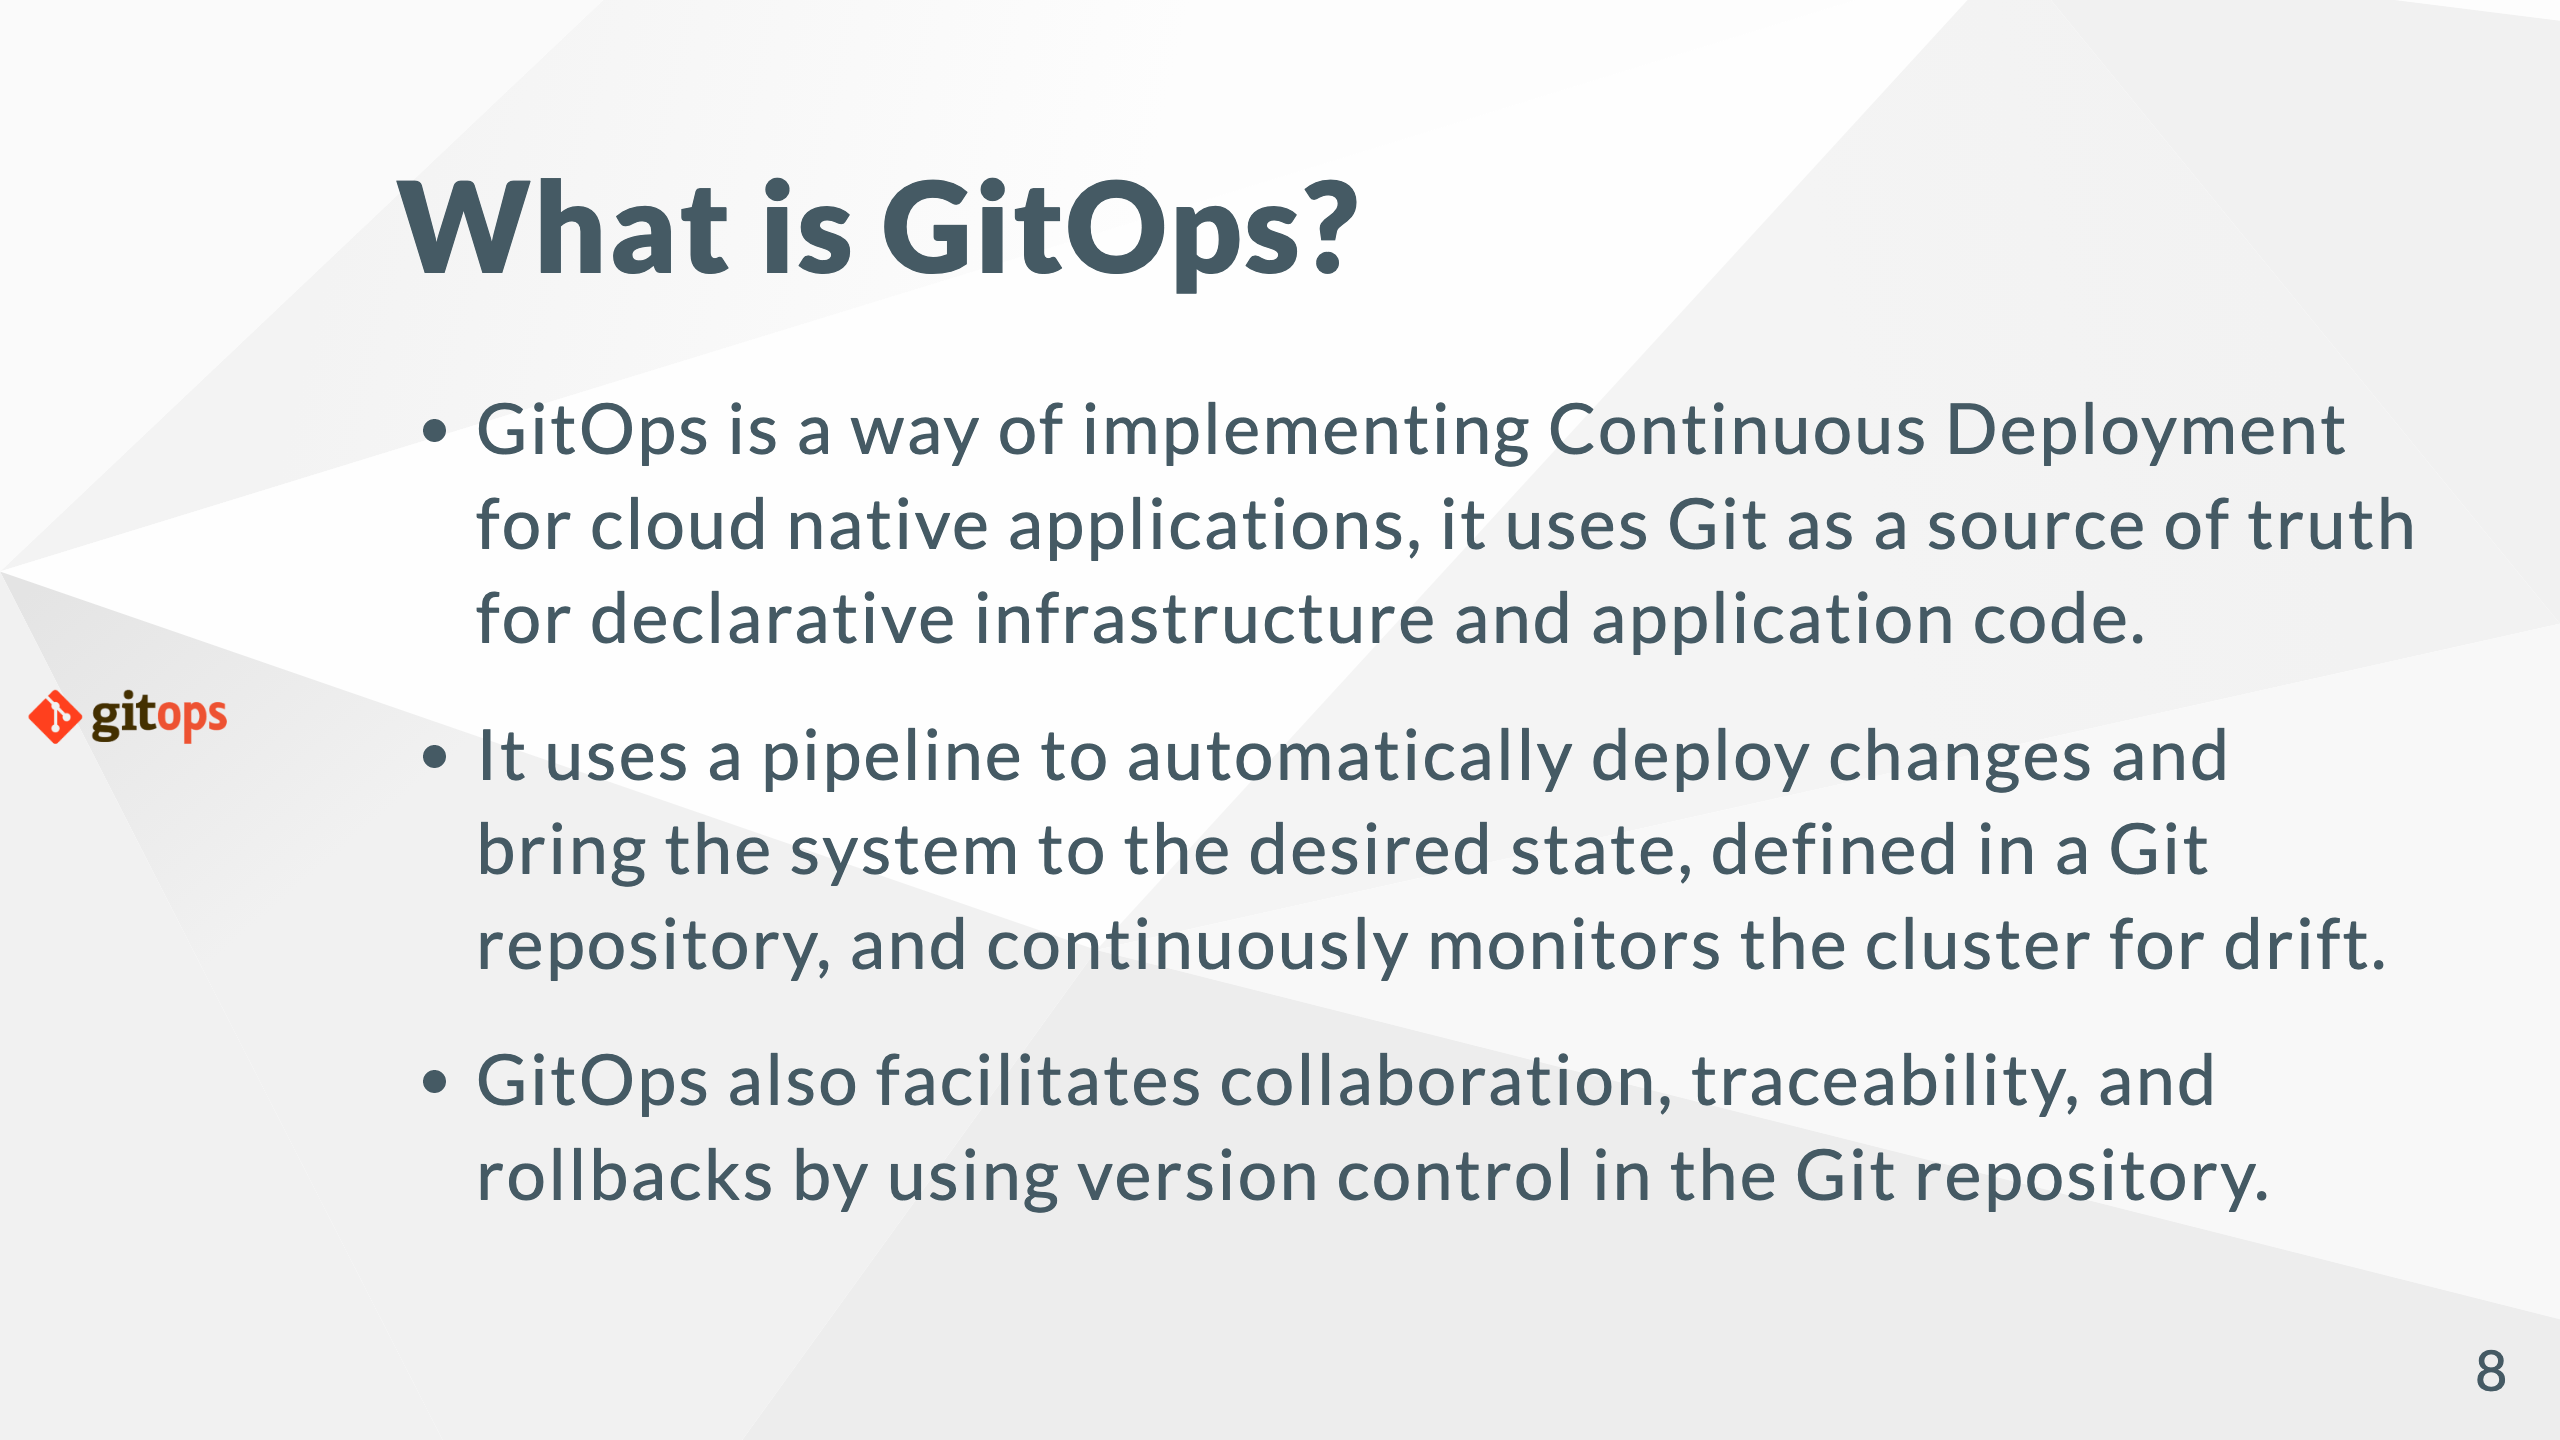 What is GitOps?
• GitOps is a way of implementing Continuous Deployment
for cloud native applications, it uses Git as a source of truth
for declarative infrastructure and application code.
gitops
• It uses a pipeline to automatically deploy changes and
bring the system to the desired state, defined in a Git
repository, and continuously monitors the cluster for drift.
• GitOps also facilitates collaboration, traceability, and
rollbacks by using version control in the Git repository.
8